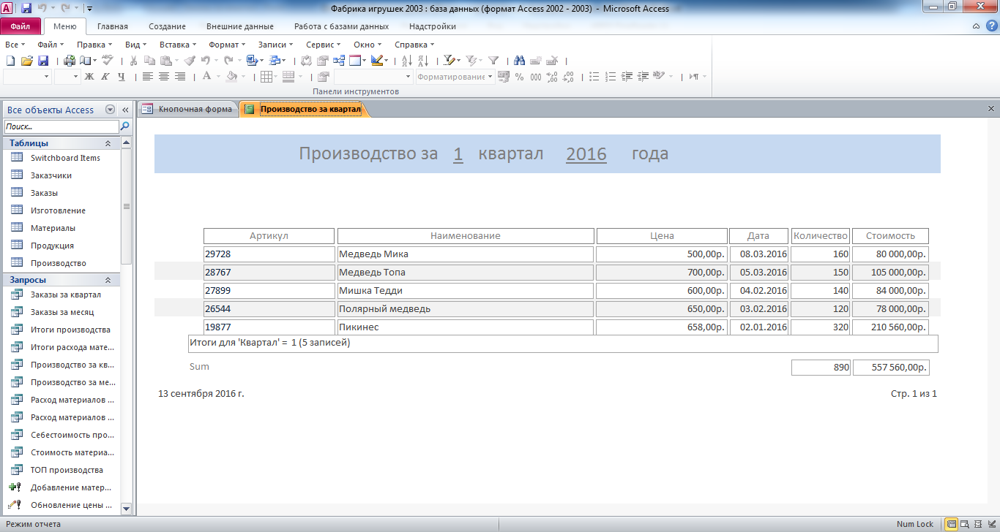 Фабрика игрушек 2003 : база данных (формат Access 2002 - 2003) - Microsoft Access
Файл Меню Главная Создание Внешние данные Работа с базами данных Надстройки
Все Файл Правка Вид Вставка Формат Записи Сервис Окно Справка
Ж К Ч Форматирование % 000
Панели инструментов
Все объекты Access
Кнопочная форма Производство за квартал
Поиск...
Таблицы
Switchboard Items
Заказчики
Заказы
Изготовление
Материалы
Продукция
Производство
Запросы
Заказы за квартал
Заказы за месяц
Итоги производства
Итоги расхода мате...
Производство за кв...
Производство за ме...
Расход материалов ...
Расход материалов ...
Себестоимость про...
Стоимость материа...
ТОП производства
Добавление матер...
Обновление цены ...
Производство за 1 квартал 2016 года
Артикул Наименование Цена Дата Количество Стоимость
29728 Медведь Мика 500,00р. 08.03.2016 160 80 000,00р.
28767 Медведь Топа 700,00р. 05.03.2016 150 105 000,00р.
27899 Мишка Тедди 600,00р. 04.02.2016 140 84 000,00р.
26544 Полярный медведь 650,00р. 03.02.2016 120 78 000,00р.
19877 Пикинес 658,00р. 02.01.2016 320 210 560,00р.
Итоги для 'Квартал' = 1 (5 записей)
Sum 890 557 560,00р.
13 сентября 2016 г. Стр. 1 из 1
Режим отчета Num Lock